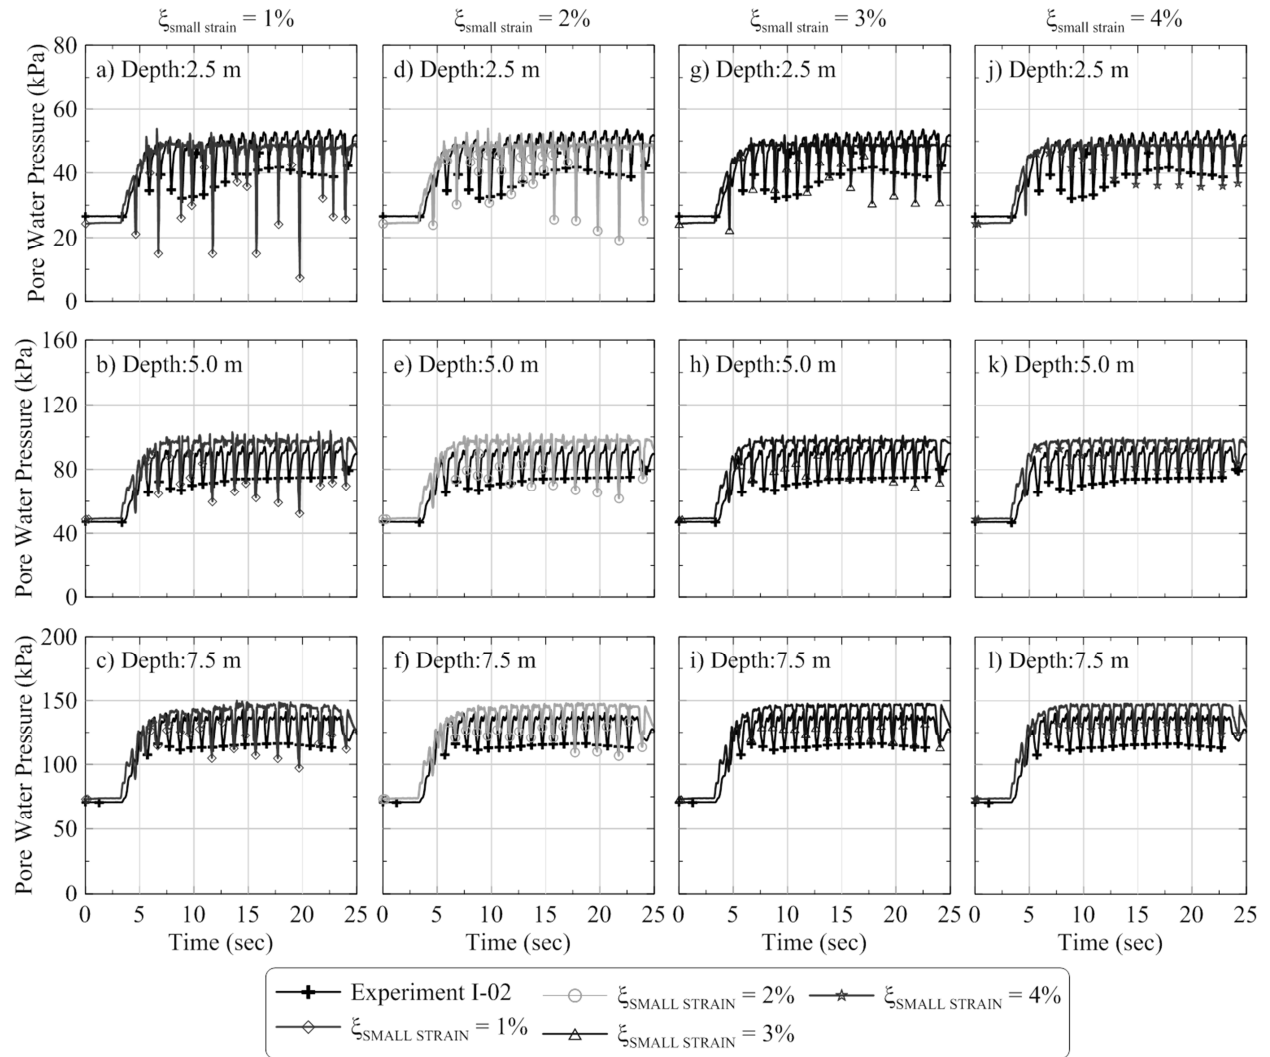 ξsmall strain = 1%
ξsmall strain = 2%
ξsmall strain = 3%
ξsmall strain = 4%
Pore Water Pressure (kPa)
80
60
40
20
0
a) Depth:2.5 m
d) Depth:2.5 m
g) Depth:2.5 m
j) Depth:2.5 m
Pore Water Pressure (kPa)
160
120
80
40
0
b) Depth:5.0 m
e) Depth:5.0 m
h) Depth:5.0 m
k) Depth:5.0 m
Pore Water Pressure (kPa)
200
150
100
50
0
c) Depth:7.5 m
f) Depth:7.5 m
i) Depth:7.5 m
l) Depth:7.5 m
0 5 10 15 20 25
0 5 10 15 20 25
0 5 10 15 20 25
0 5 10 15 20 25
Time (sec)
Time (sec)
Time (sec)
Time (sec)
Experiment I-02
ξSMALL STRAIN = 2%
ξSMALL STRAIN = 4%
ξSMALL STRAIN = 1%
ξSMALL STRAIN = 3%